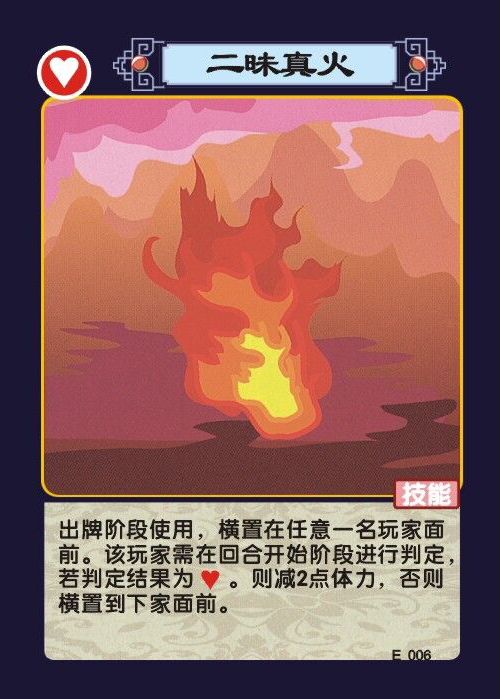 二昧真火
技能
出牌阶段使用，横置在任意一名玩家面
前。该玩家需在回合开始阶段进行判定，
若判定结果为♥。则减2点体力，否则
横置到下家面前。
E 006